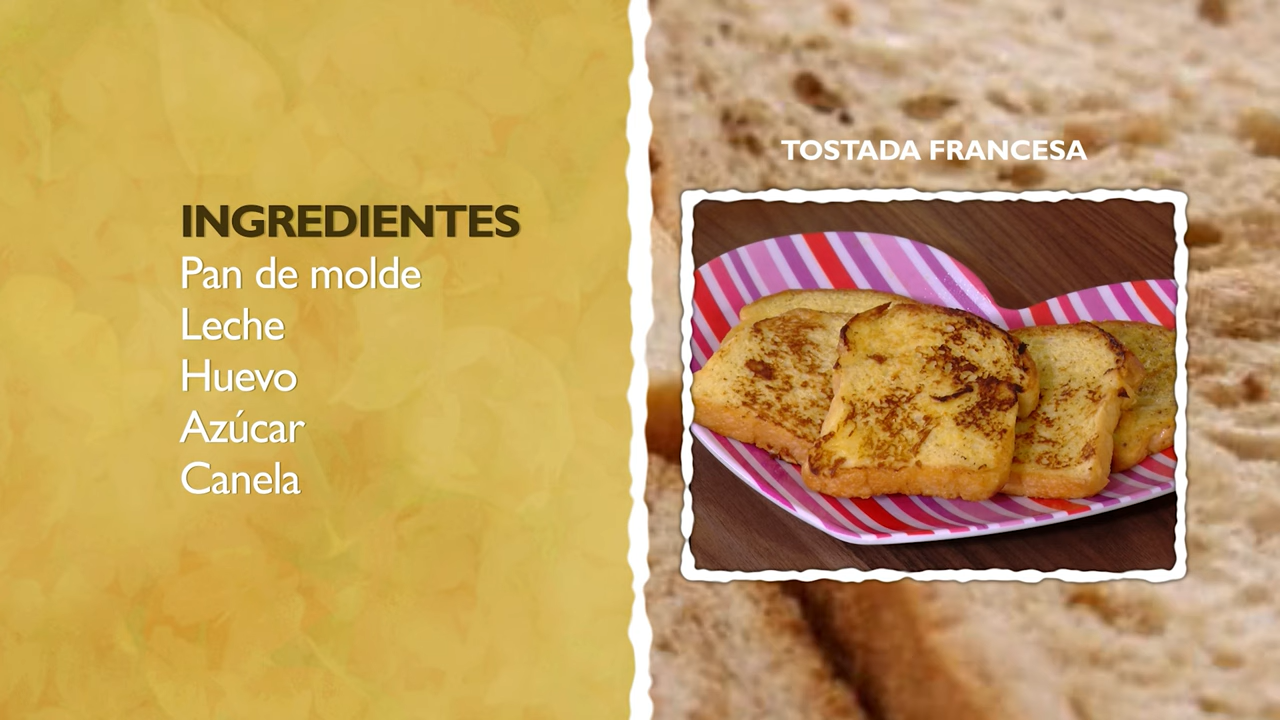 INGREDIENTES
Pan de molde
Leche
Huevo
Azúcar
Canela
TOSTADA FRANCESA